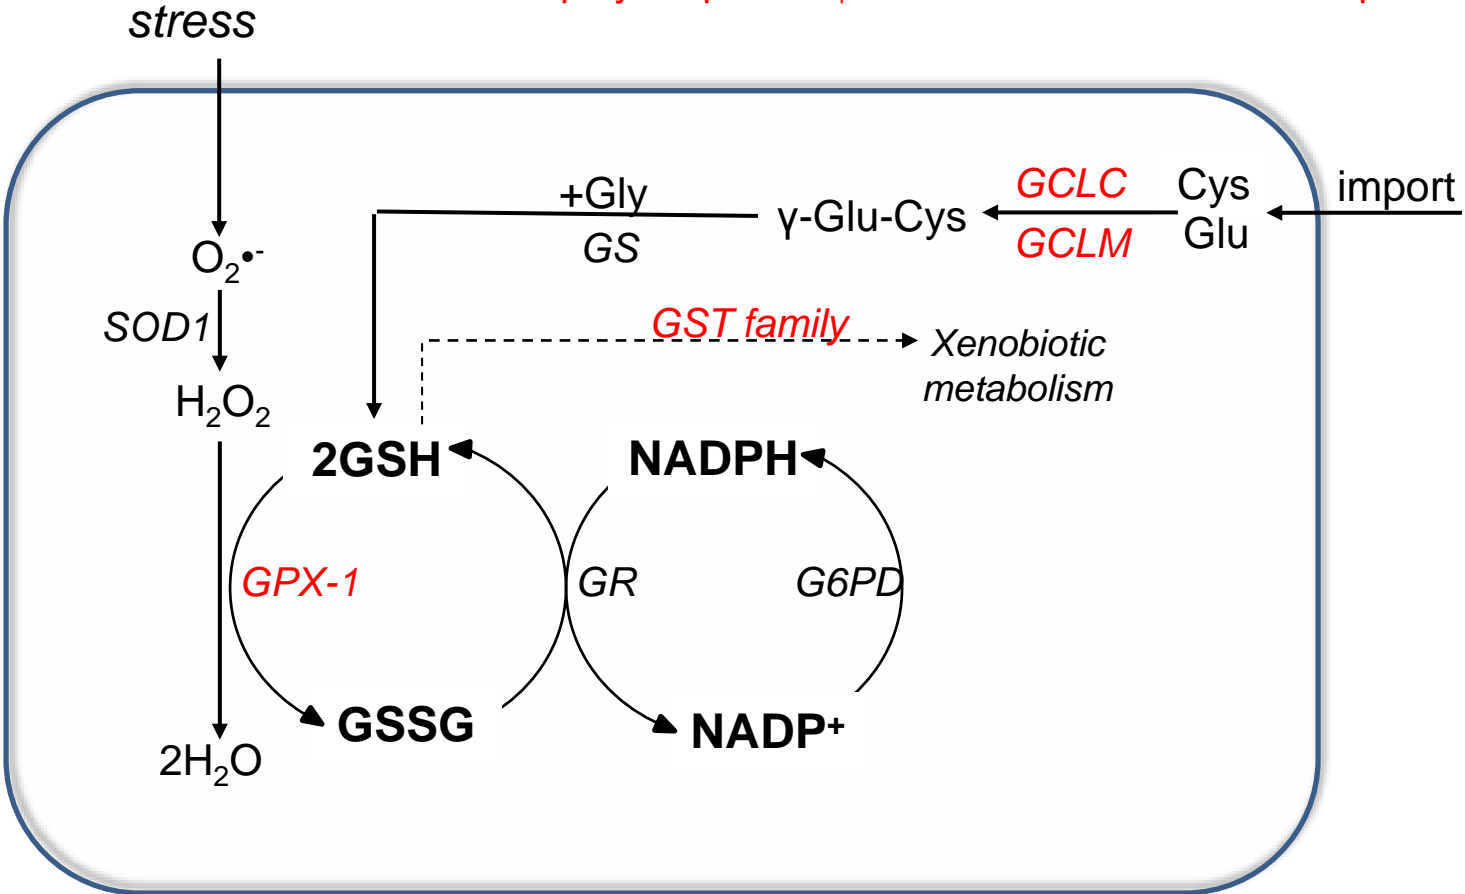 stress
import
+Gly
GS
γ-Glu-Cys
GCLC
GCLM
Cys
Glu
O₂•⁻
SOD1
H₂O₂
GST family
Xenobiotic
metabolism
2GSH
NADPH
GPX-1
GR
G6PD
GSSG
NADP⁺
2H₂O